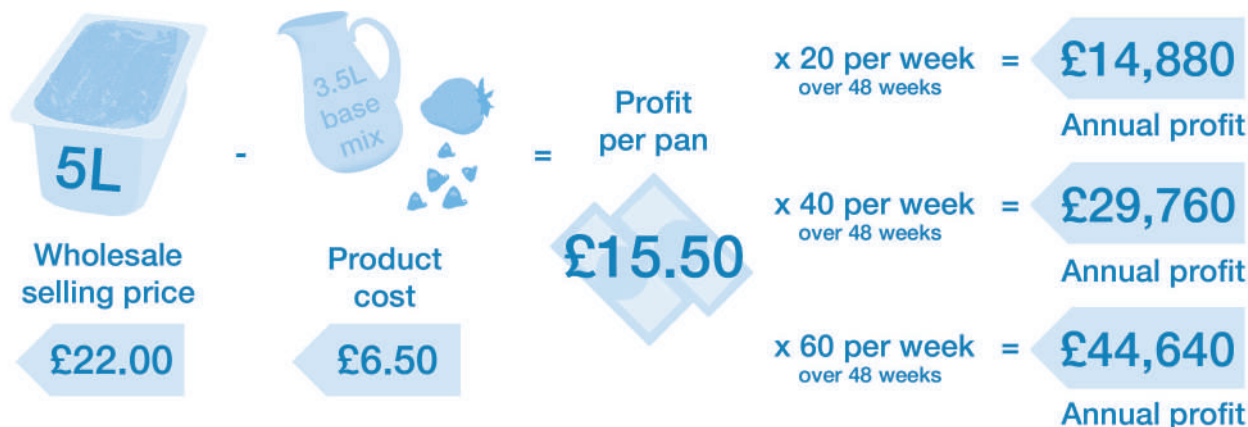 5L
Wholesale
selling price
£22.00
-
3.5L
base
mix
Product
cost
£6.50
=
Profit
per pan
£15.50
x 20 per week =
over 48 weeks
£14,880
Annual profit
x 40 per week =
over 48 weeks
£29,760
Annual profit
x 60 per week =
over 48 weeks
£44,640
Annual profit